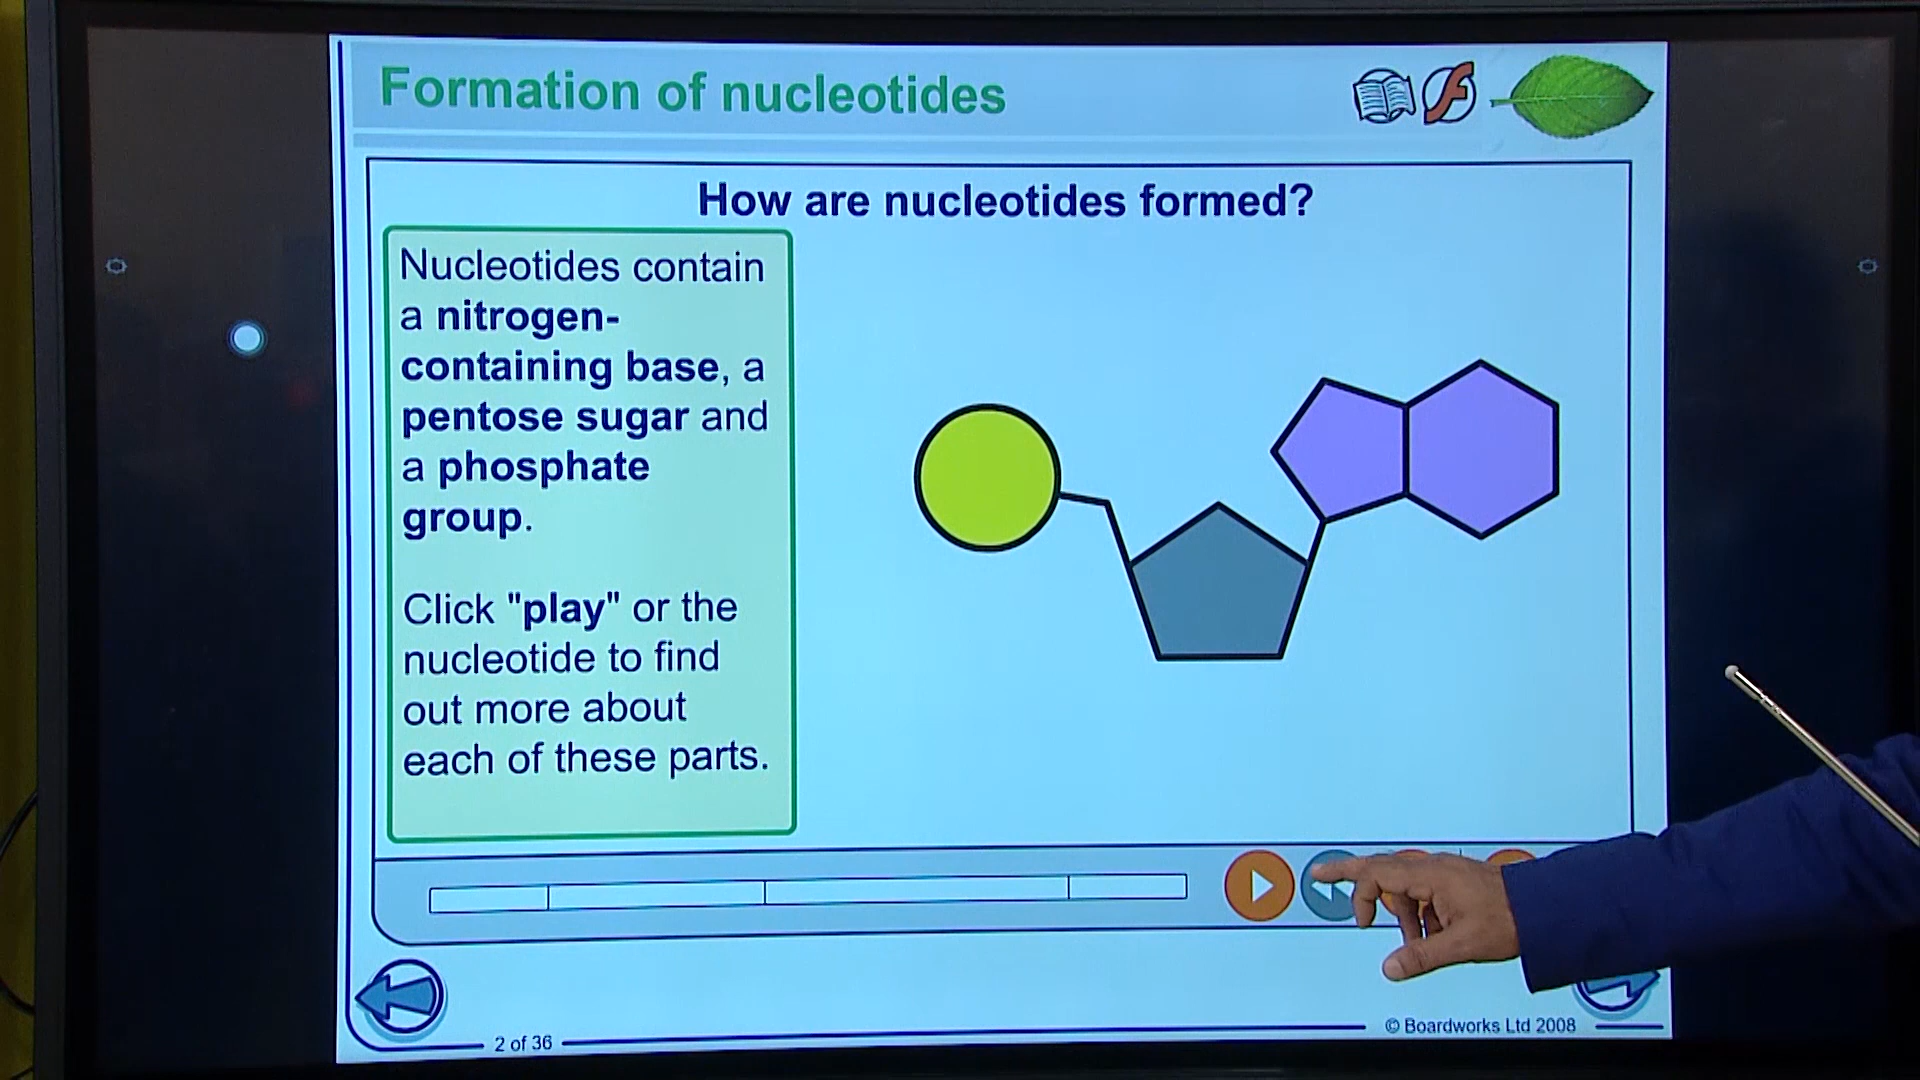 Formation of nucleotides
How are nucleotides formed?
Nucleotides contain
a nitrogen-
containing base, a
pentose sugar and
a phosphate
group.
Click "play" or the
nucleotide to find
out more about
each of these parts.
2 of 36
© Boardworks Ltd 2008